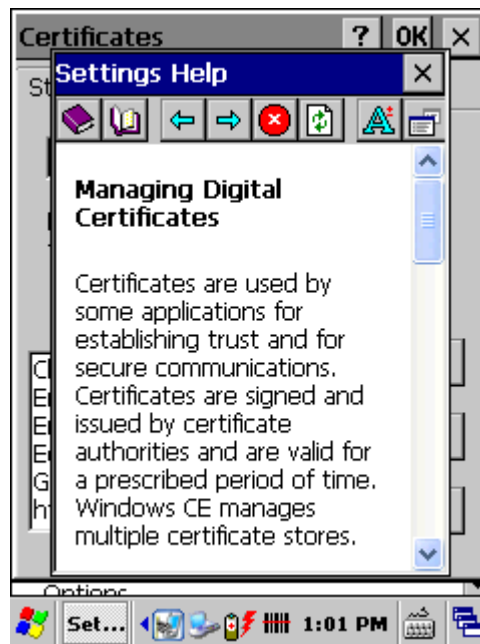 Certificates ? OK ×
St
Settings Help ×
Managing Digital
Certificates
Certificates are used by
some applications for
establishing trust and for
secure communications.
Certificates are signed and
issued by certificate
authorities and are valid for
a prescribed period of time.
Windows CE manages
multiple certificate stores.
Options
Set... 1:01 PM